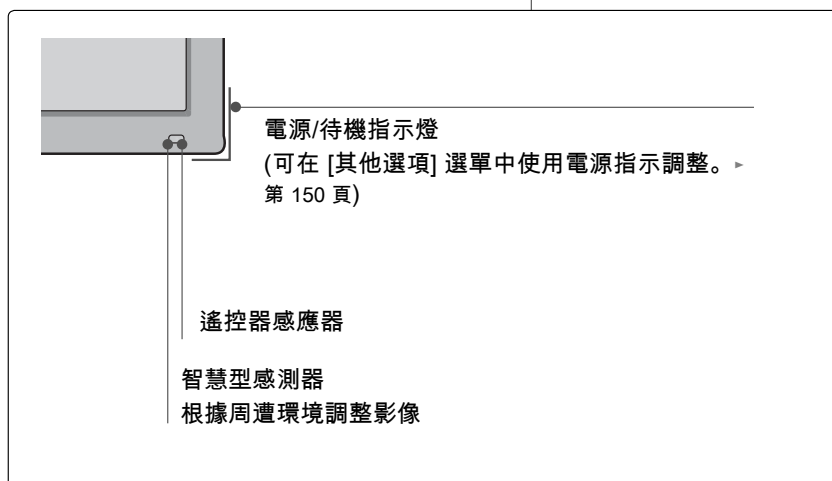 電源/待機指示燈
(可在 [其他選項] 選單中使用電源指示調整。►
第 150 頁)
遙控器感應器
智慧型感測器
根據周遭環境調整影像